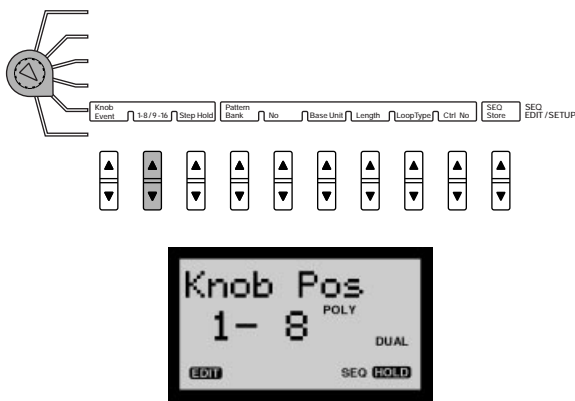 Knob Event 1-8 / 9 -16 Step Hold Pattern Bank No Base Unit Length LoopType Ctrl No SEQ Store SEQ EDIT / SETUP
Knob Pos
1- 8 POLY
DUAL
EDIT SEQ HOLD